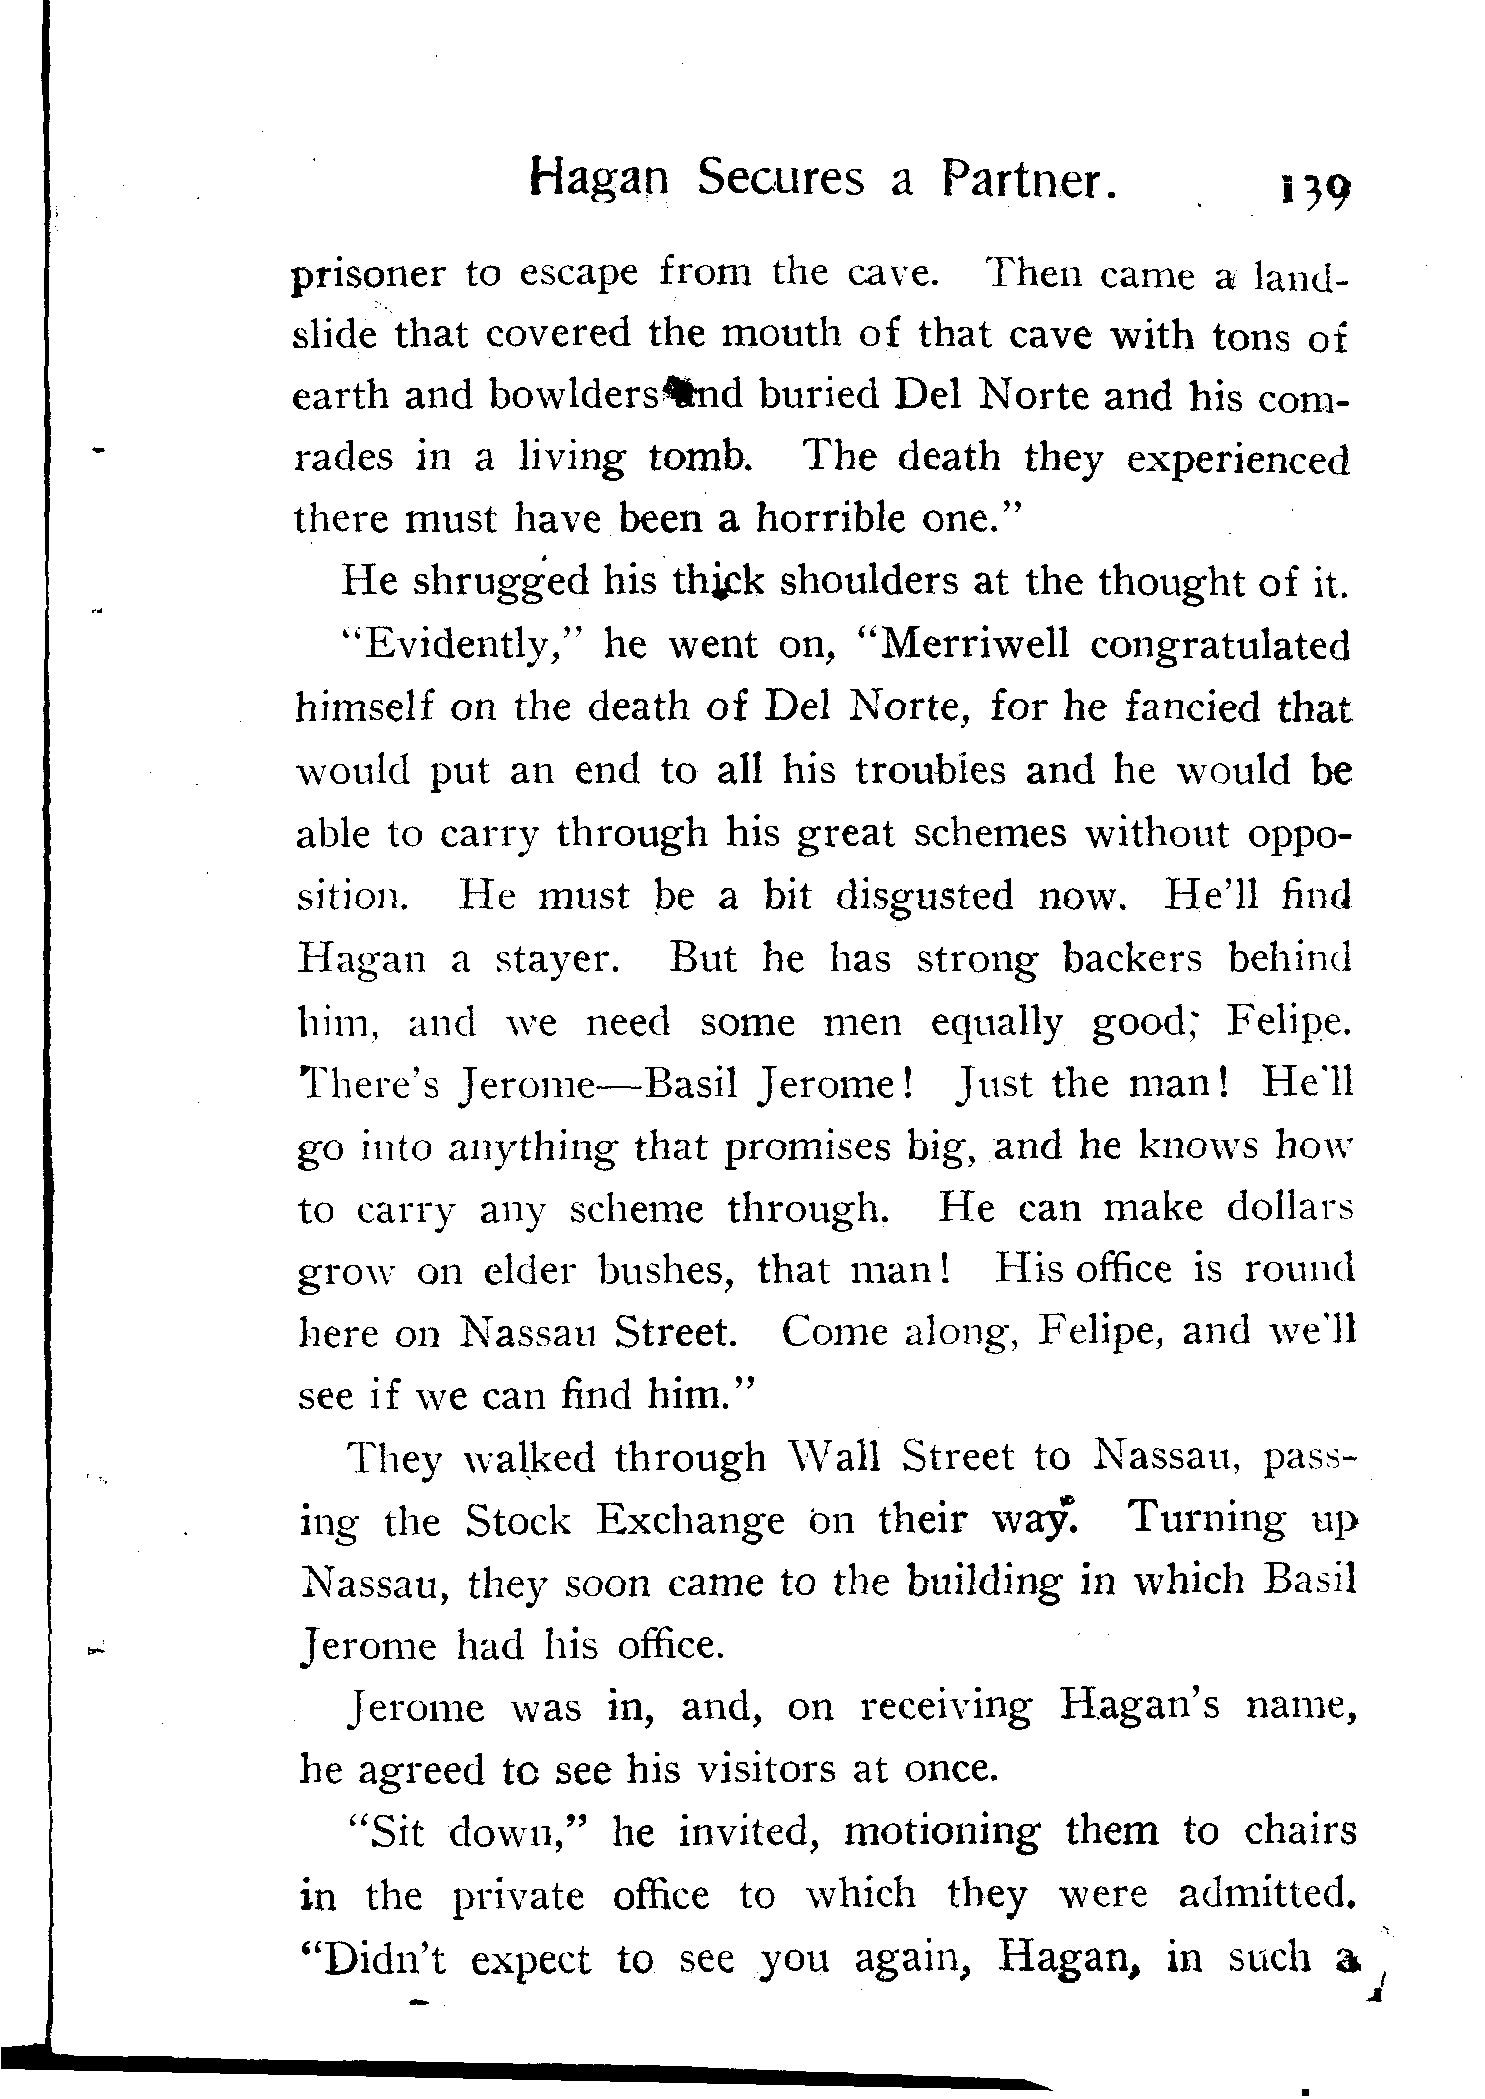 Hagan Secures a Partner. 139
prisoner to escape from the cave. Then came a land-
slide that covered the mouth of that cave with tons of
earth and bowlders and buried Del Norte and his com-
rades in a living tomb. The death they experienced
there must have been a horrible one."
He shrugged his thick shoulders at the thought of it.
"Evidently," he went on, "Merriwell congratulated
himself on the death of Del Norte, for he fancied that
would put an end to all his troubles and he would be
able to carry through his great schemes without oppo-
sition. He must be a bit disgusted now. He'll find
Hagan a stayer. But he has strong backers behind
him, and we need some men equally good, Felipe.
There's Jerome—Basil Jerome! Just the man! He'll
go into anything that promises big, and he knows how
to carry any scheme through. He can make dollars
grow on elder bushes, that man! His office is round
here on Nassau Street. Come along, Felipe, and we'll
see if we can find him."
They walked through Wall Street to Nassau, pass-
ing the Stock Exchange on their way. Turning up
Nassau, they soon came to the building in which Basil
Jerome had his office.
Jerome was in, and, on receiving Hagan's name,
he agreed to see his visitors at once.
"Sit down," he invited, motioning them to chairs
in the private office to which they were admitted.
"Didn't expect to see you again, Hagan, in such a